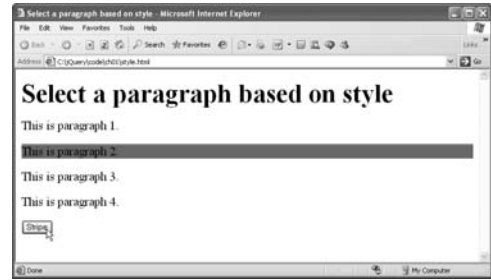 Select a paragraph based on style - Microsoft Internet Explorer
File Edit View Favorites Tools Help
Back Search Favorites Links
Address C:\jQuery\code\ch01\style.html Go
Select a paragraph based on style
This is paragraph 1.
This is paragraph 2.
This is paragraph 3.
This is paragraph 4.
Stripe
Done My Computer